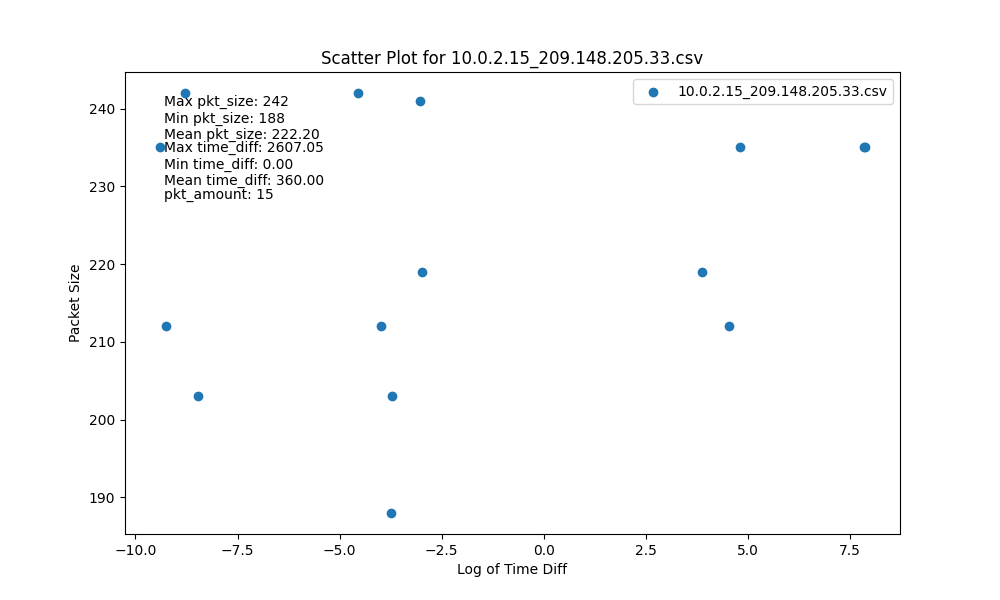 Scatter Plot for 10.0.2.15_209.148.205.33.csv
10.0.2.15_209.148.205.33.csv
Max pkt_size: 242
Min pkt_size: 188
Mean pkt_size: 222.20
Max time_diff: 2607.05
Min time_diff: 0.00
Mean time_diff: 360.00
pkt_amount: 15
Packet Size
240
230
220
210
200
190
−10.0 −7.5 −5.0 −2.5 0.0 2.5 5.0 7.5
Log of Time Diff